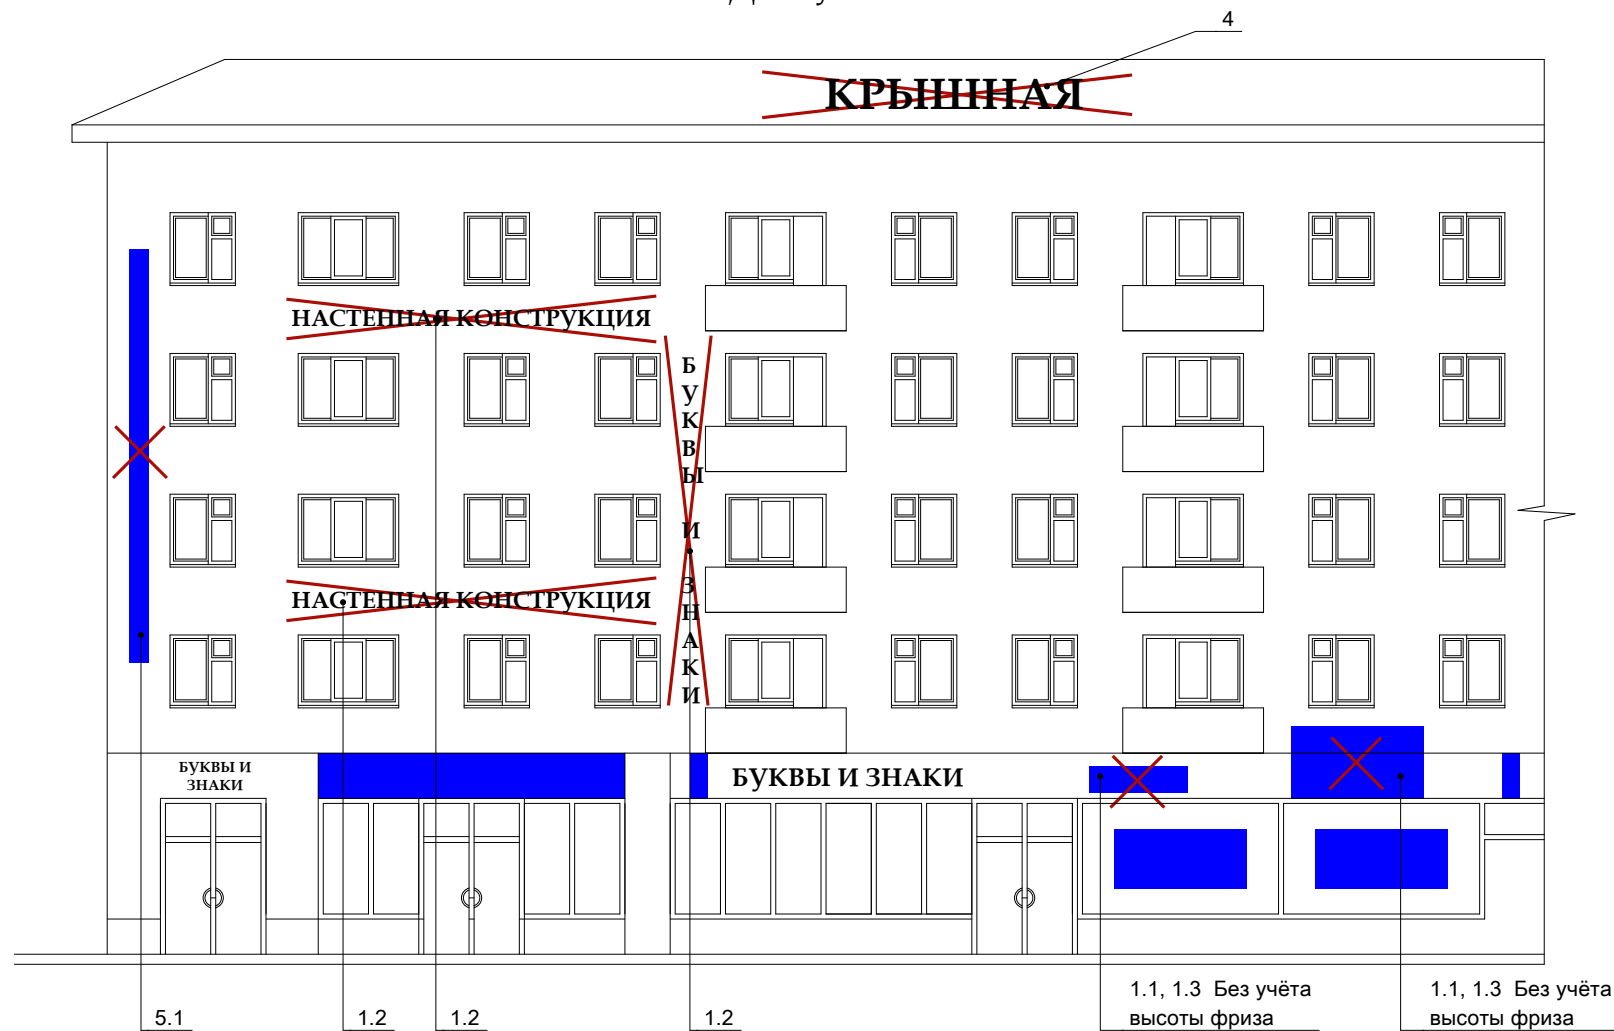 4
КРЫШНАЯ
НАСТЕННАЯ КОНСТРУКЦИЯ
БУКВЫ И ЗНАКИ
НАСТЕННАЯ КОНСТРУКЦИЯ
БУКВЫ И
ЗНАКИ
БУКВЫ И ЗНАКИ
5.1
1.2
1.2
1.2
1.1, 1.3 Без учёта
высоты фриза
1.1, 1.3 Без учёта
высоты фриза